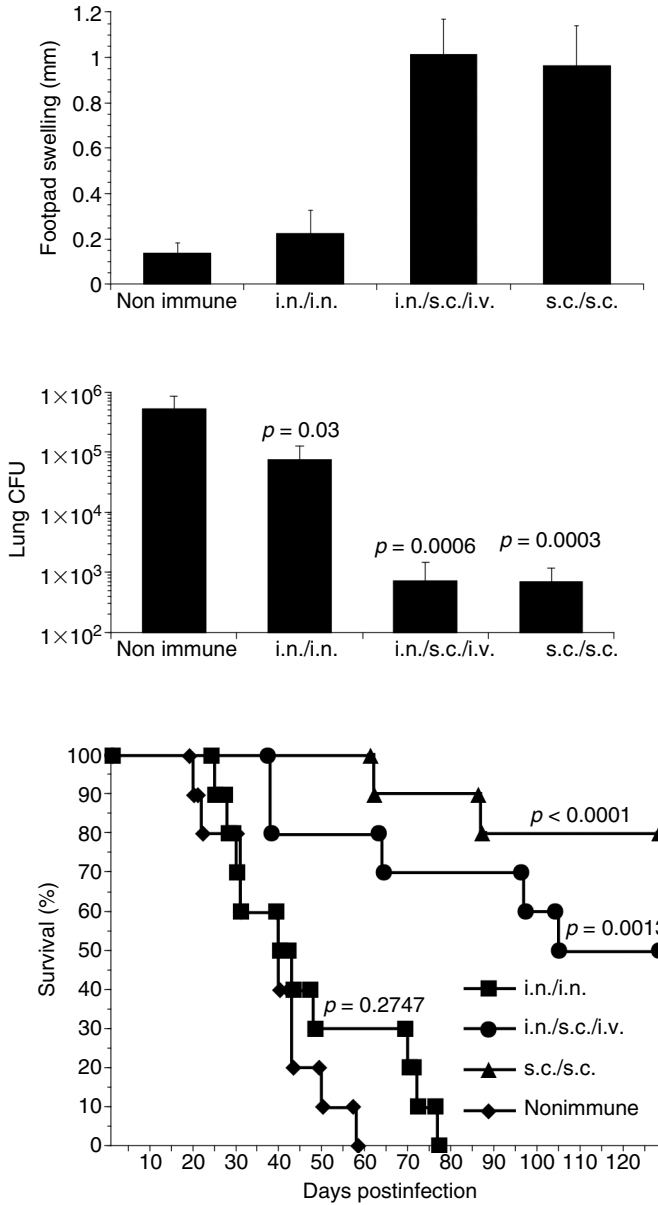 1.2
1
0.8
0.6
0.4
0.2
0
Footpad swelling (mm)
Non immune
i.n./i.n.
i.n./s.c./i.v.
s.c./s.c.
1×10⁶
1×10⁵
1×10⁴
1×10³
1×10²
Lung CFU
p = 0.03
p = 0.0006
p = 0.0003
Non immune
i.n./i.n.
i.n./s.c./i.v.
s.c./s.c.
100
90
80
70
60
50
40
30
20
10
0
Survival (%)
p < 0.0001
p = 0.0013
p = 0.2747
i.n./i.n.
i.n./s.c./i.v.
s.c./s.c.
Nonimmune
10 20 30 40 50 60 70 80 90 100 110 120
Days postinfection